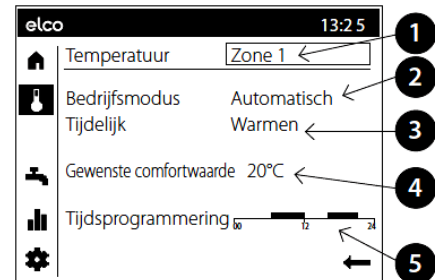 elco 13:25
1
Temperatuur Zone 1
2
Bedrijfsmodus Automatisch
Tijdelijk Warmen
3
Gewenste comfortwaarde 20°C
4
Tijdsprogrammering
00 12 24
5